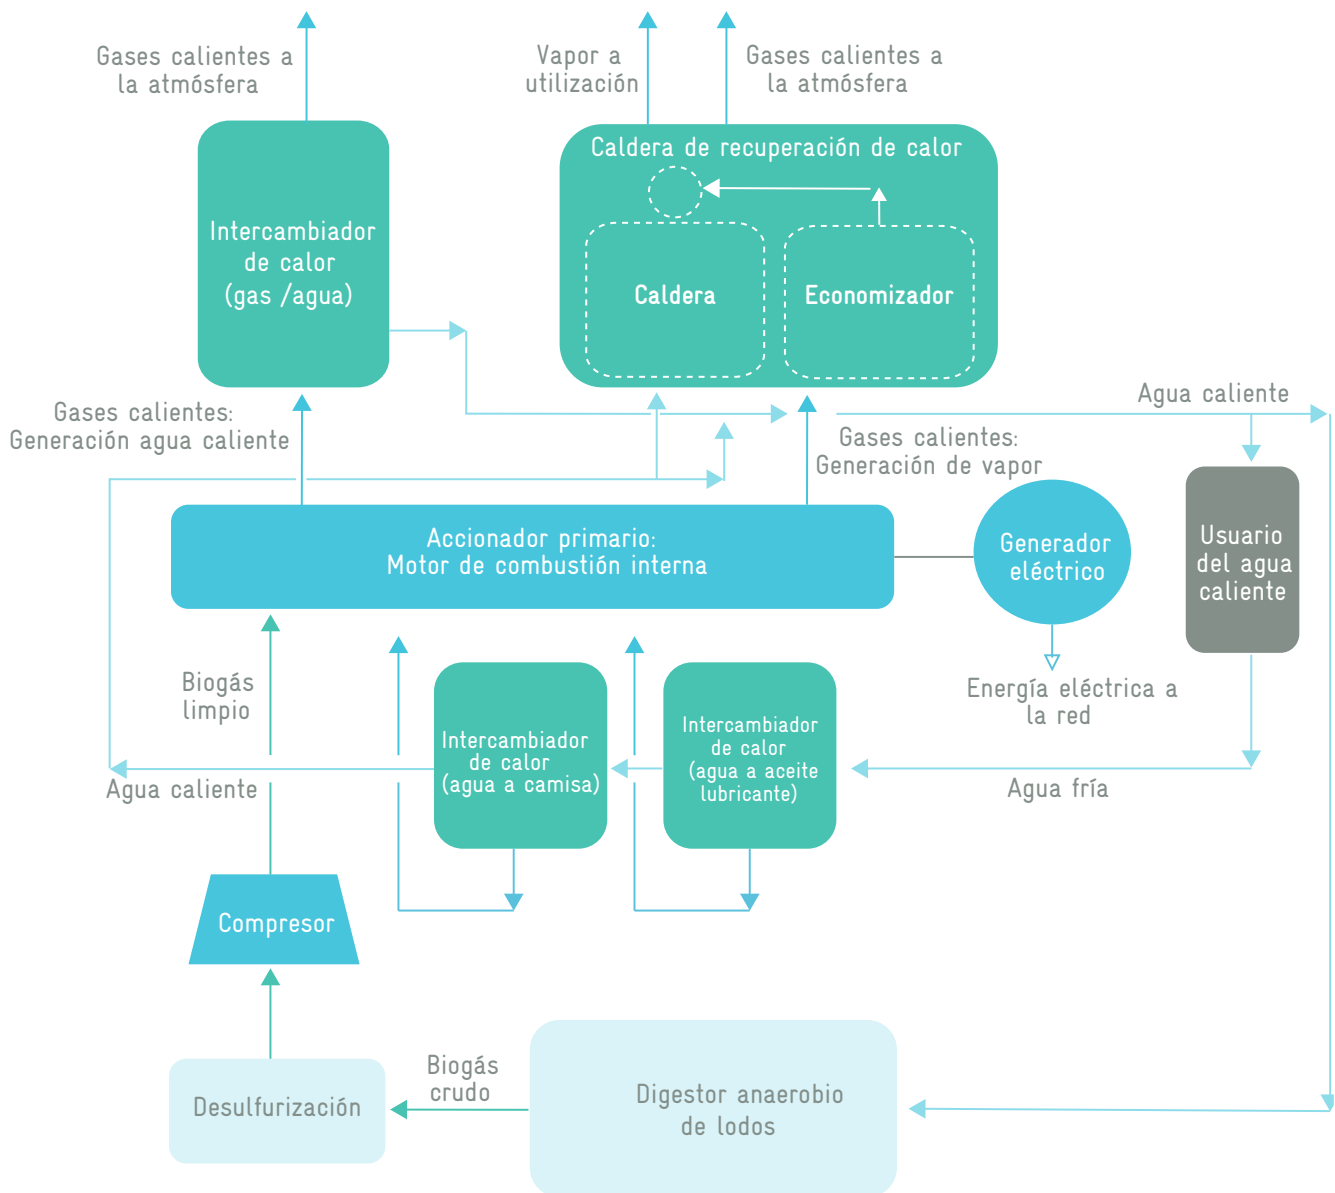 Gases calientes a
la atmósfera
Vapor a
utilización
Gases calientes a
la atmósfera
Caldera de recuperación de calor
Intercambiador
de calor
(gas /agua)
Caldera
Economizador
Gases calientes:
Generación agua caliente
Agua caliente
Gases calientes:
Generación de vapor
Accionador primario:
Motor de combustión interna
Generador
eléctrico
Usuario
del agua
caliente
Biogás
limpio
Energía eléctrica a
la red
Intercambiador
de calor
(agua a camisa)
Intercambiador
de calor
(agua a aceite
lubricante)
Agua caliente
Agua fría
Compresor
Biogás
crudo
Desulfurización
Digestor anaerobio
de lodos